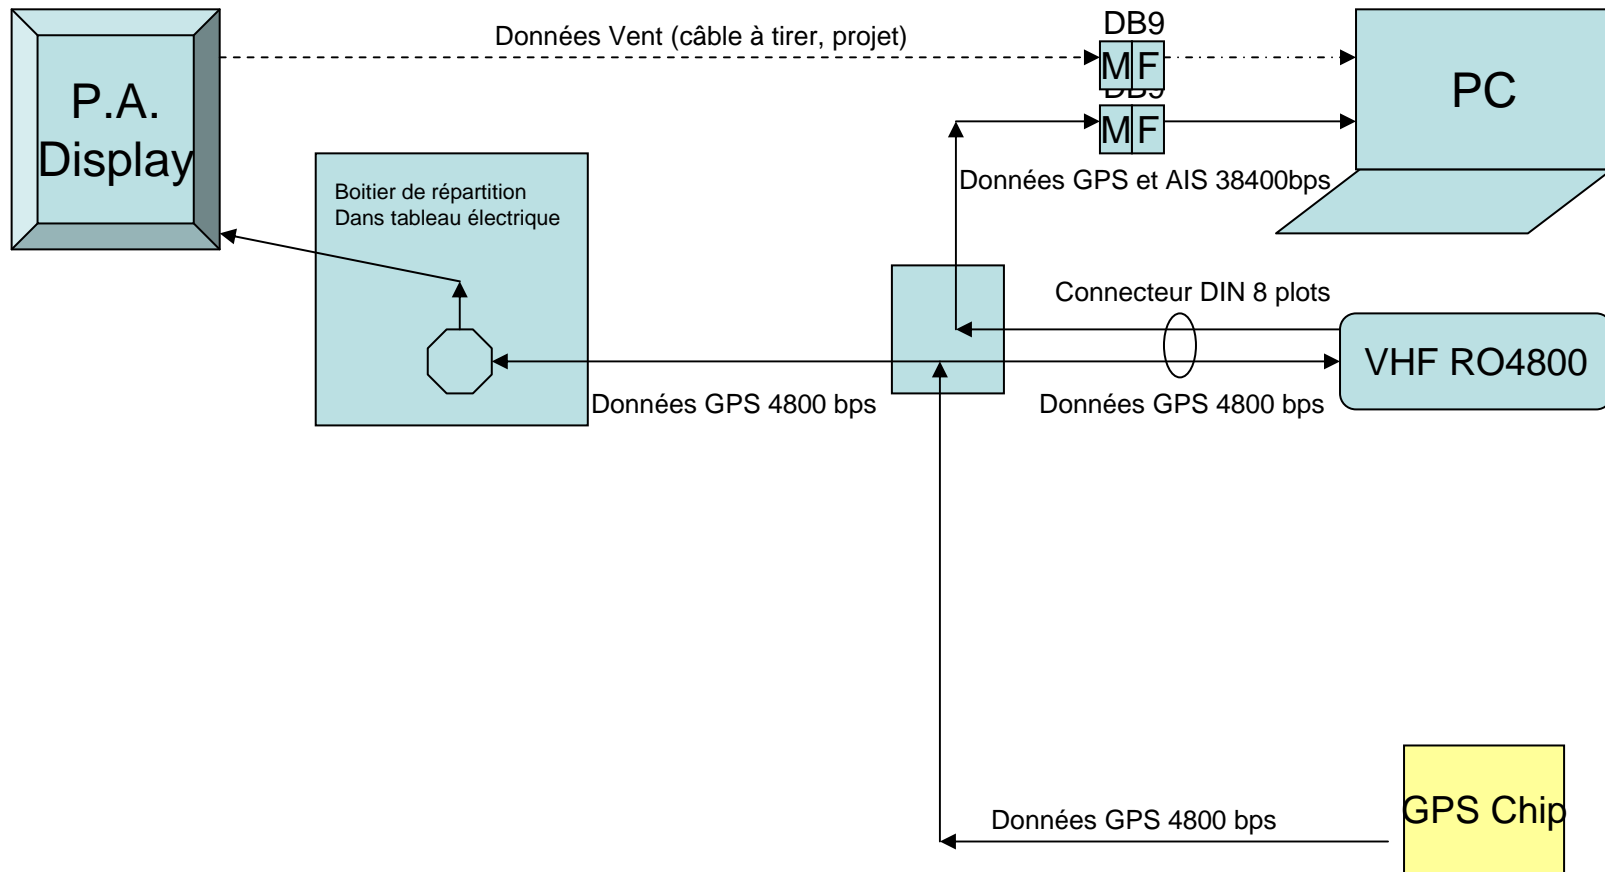 DB9
Données Vent (câble à tirer, projet)
M F
P.A.
Display
PC
DB9
M F
Données GPS et AIS 38400bps
Boitier de répartition
Dans tableau électrique
Connecteur DIN 8 plots
VHF RO4800
Données GPS 4800 bps
Données GPS 4800 bps
GPS Chip
Données GPS 4800 bps